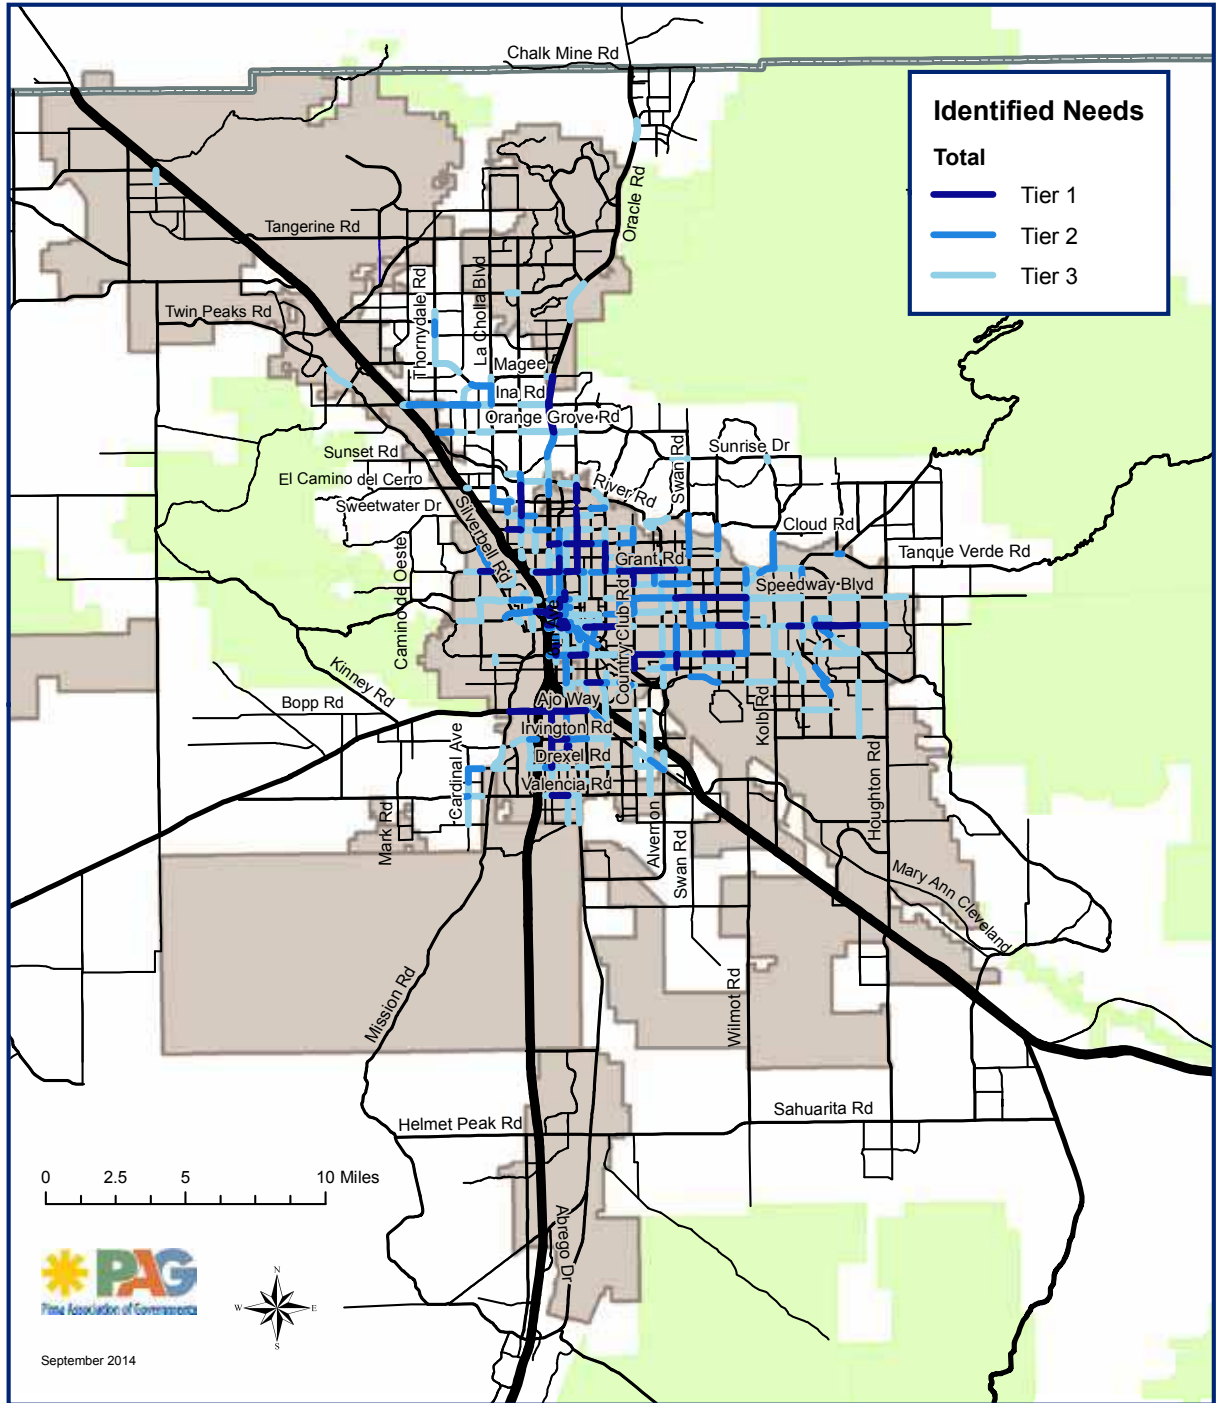 Chalk Mine Rd
Identified Needs
Total
Tier 1
Tier 2
Tier 3
Oracle Rd
Tangerine Rd
Thornydale Rd
La Cholla Blvd
Twin Peaks Rd
Magee
Ina Rd
Orange Grove Rd
Sunset Rd
Swan Rd
Sunrise Dr
El Camino del Cerro
River Rd
Sweetwater Dr
Silverbell Rd
Cloud Rd
Tanque Verde Rd
Grant Rd
Speedway Blvd
Camino de Oeste
Country Club Rd
Kinney Rd
Bopp Rd
Ajo Way
Kolb Rd
Irvington Rd
Drexel Rd
Valencia Rd
Cardinal Ave
Houghton Rd
Mark Rd
Alvernon
Swan Rd
Mary Ann Cleveland
Mission Rd
Wilmot Rd
Helmet Peak Rd
Sahuarita Rd
0 2.5 5 10 Miles
Abrego Dr
PAG
Pima Association of Governments
N
W E
S
September 2014